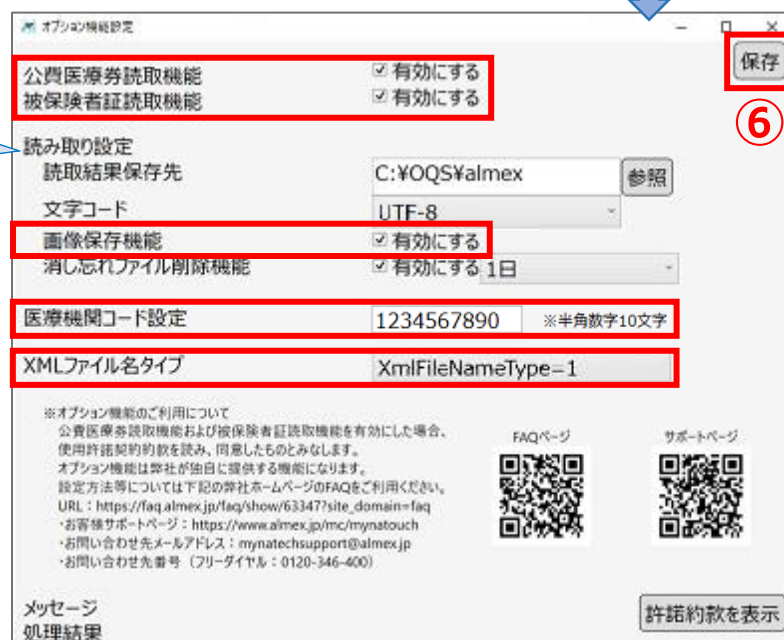 オプション機能設定
保存
公費医療券読取機能 有効にする
被保険者証読取機能 有効にする
⑥
読み取り設定
読取結果保存先 C:¥OQS¥almex 参照
文字コード UTF-8
画像保存機能 有効にする
消し忘れファイル削除機能 有効にする 1日
医療機関コード設定 1234567890 ※半角数字10文字
XMLファイル名タイプ XmlFileNameType=1
※オプション機能のご利用について
公費医療券読取機能および被保険者証読取機能を有効にした場合、
使用許諾契約約款を読み、同意したものとみなします。
オプション機能は弊社が独自に提供する機能になります。
設定方法等については下記の弊社ホームページのFAQをご利用ください。
URL：https://faq.almex.jp/faq/show/63347?site_domain=faq
・お客様サポートページ：https://www.almex.jp/mc/mynatouch
・お問い合わせ先メールアドレス：mynatechsupport@almex.jp
・お問い合わせ先番号（フリーダイヤル：0120-346-400）
FAQページ
サポートページ
メッセージ
処理結果
許諾約款を表示